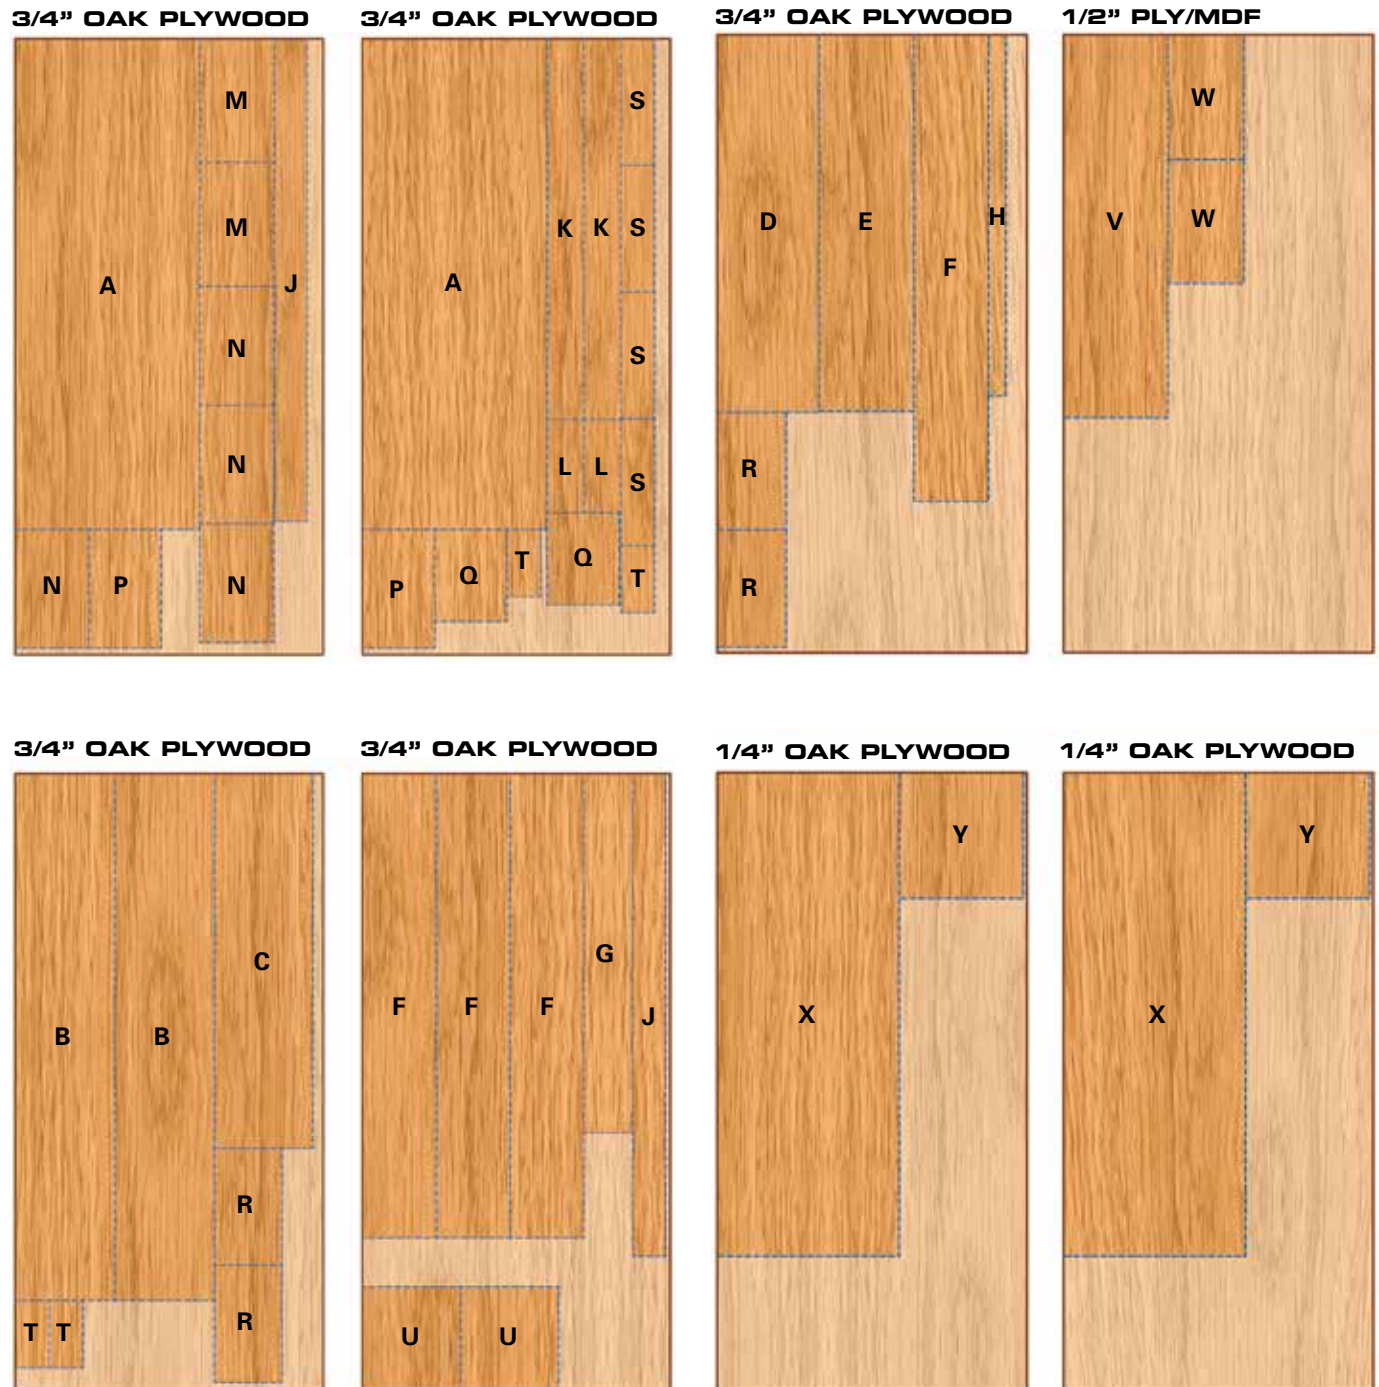 3/4” OAK PLYWOOD
M
M
A
J
N
N
N
P
N
3/4” OAK PLYWOOD
S
K
K
S
A
S
L
L
S
P
Q
T
Q
T
3/4” OAK PLYWOOD
D
E
F
H
R
R
1/2” PLY/MDF
W
V
W
3/4” OAK PLYWOOD
B
B
C
R
T
T
R
3/4” OAK PLYWOOD
F
F
F
G
J
U
U
1/4” OAK PLYWOOD
Y
X
1/4” OAK PLYWOOD
Y
X